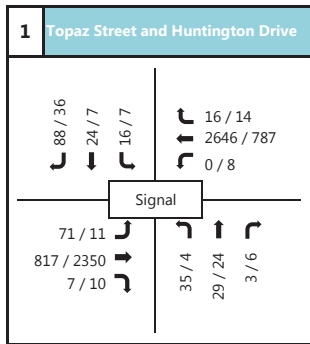 1
Topaz Street and Huntington Drive
88 / 36
24 / 7
16 / 7
16 / 14
2646 / 787
0 / 8
Signal
71 / 11
817 / 2350
7 / 10
35 / 4
29 / 24
3 / 6